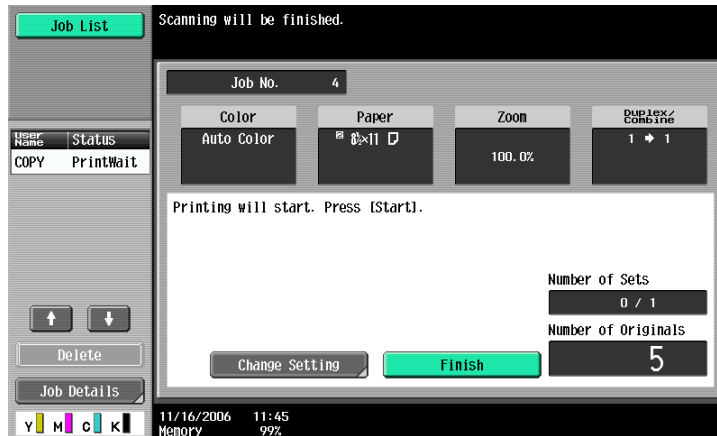 Job List
Scanning will be finished.
Job No. 4
Color
Paper
Zoom
Duplex/
Combine
Auto Color
8½×11
100.0%
1 → 1
User
Name
Status
COPY PrintWait
Printing will start. Press [Start].
Number of Sets
0 / 1
Number of Originals
5
Change Setting
Finish
Delete
Job Details
Y M C K
11/16/2006 11:45
Memory 99%